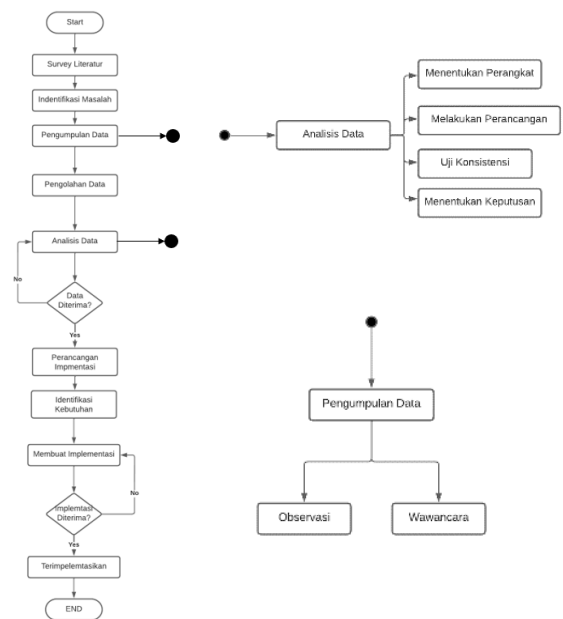 Start
Survey Literatur
Indentifikasi Masalah
Pengumpulan Data
Pengolahan Data
Analisis Data
No
Data
Diterima?
Yes
Perancangan
Impmentasi
Identifikasi
Kebutuhan
Membuat Implementasi
No
Implemtasi
Diterima?
Yes
Terimpelemtasikan
END
Analisis Data
Menentukan Perangkat
Melakukan Perancangan
Uji Konsistensi
Menentukan Keputusan
Pengumpulan Data
Observasi
Wawancara